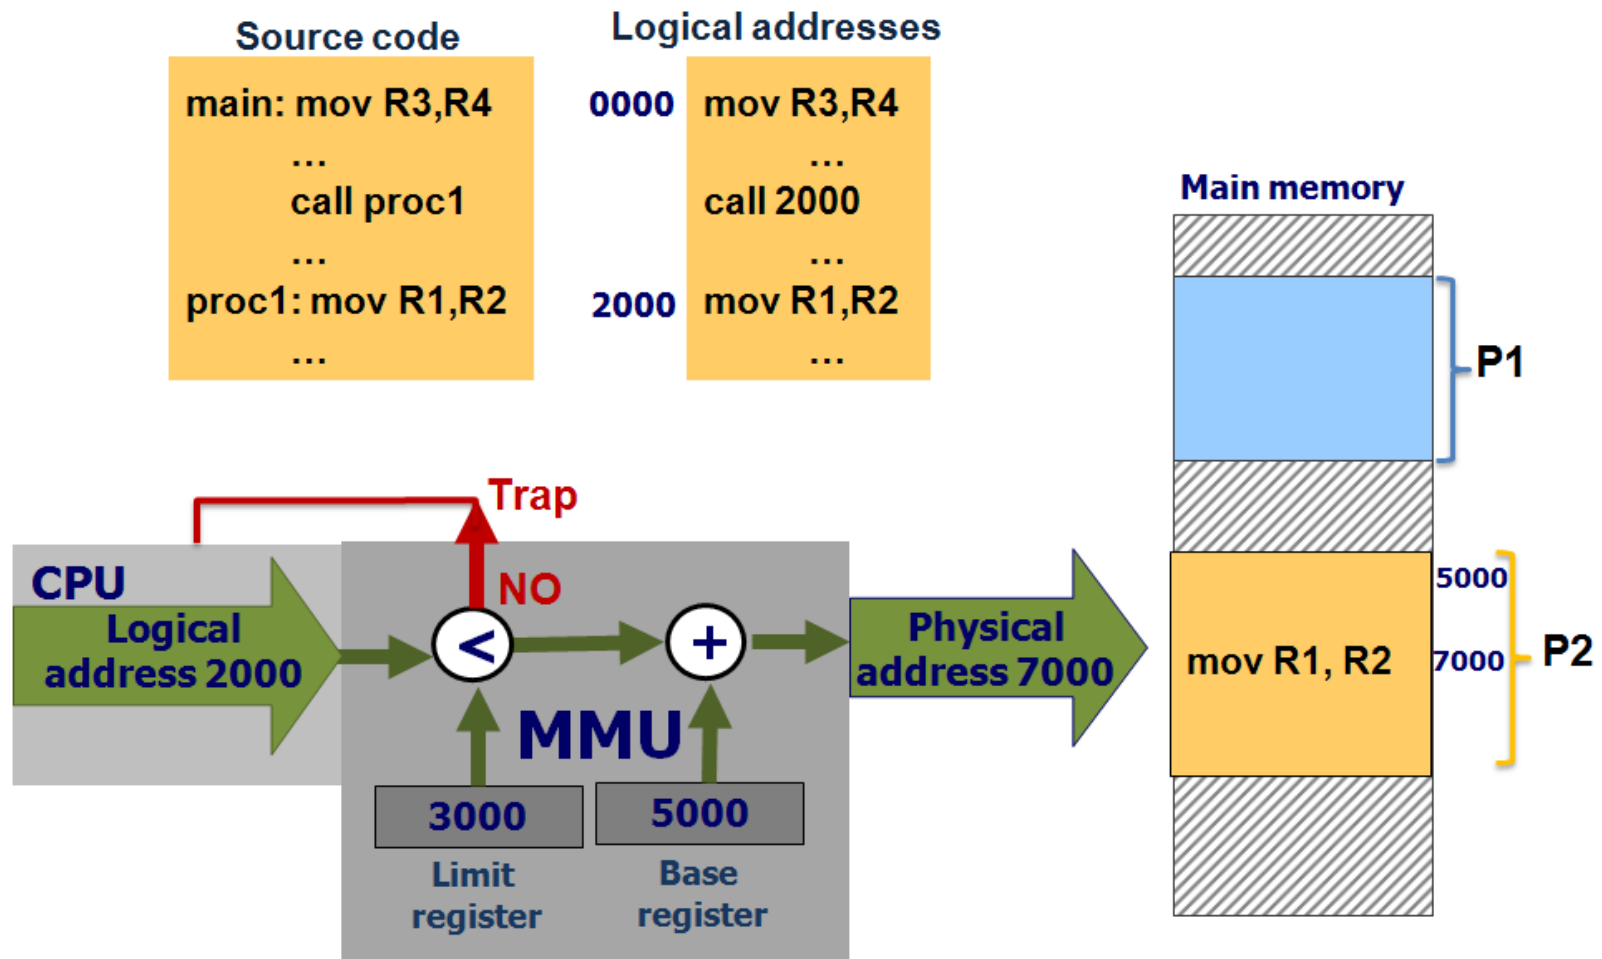 Source code
main: mov R3,R4
...
call proc1
...
proc1: mov R1,R2
...
Logical addresses
0000 mov R3,R4
...
call 2000
...
2000 mov R1,R2
...
Main memory
P1
5000
mov R1, R2 7000 P2
Trap
NO
CPU
Logical
address 2000
<
+
MMU
3000
Limit
register
5000
Base
register
Physical
address 7000